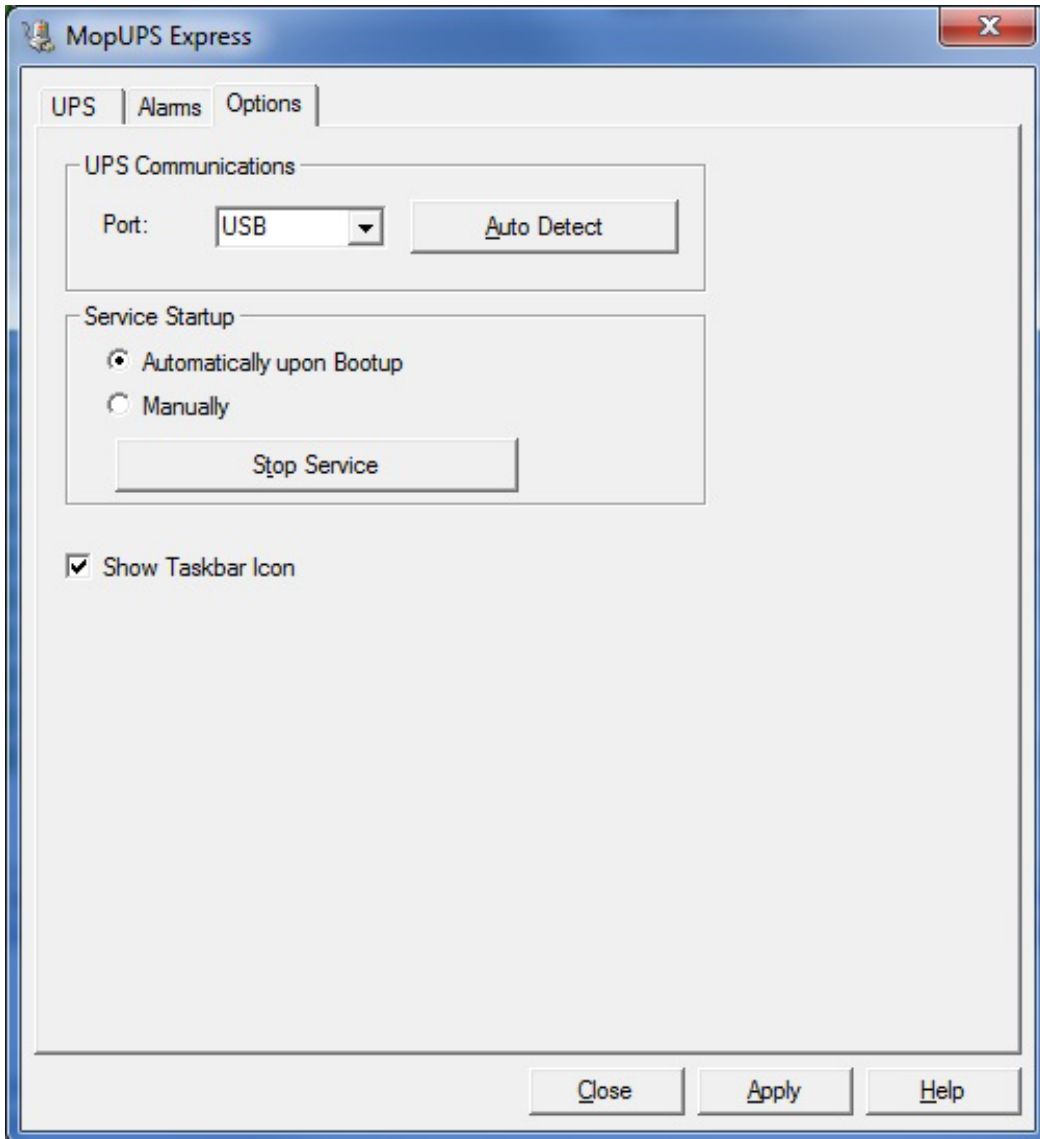 MopUPS Express
UPS Alarms Options
UPS Communications
Port: USB Auto Detect
Service Startup
Automatically upon Bootup
Manually
Stop Service
Show Taskbar Icon
Close Apply Help